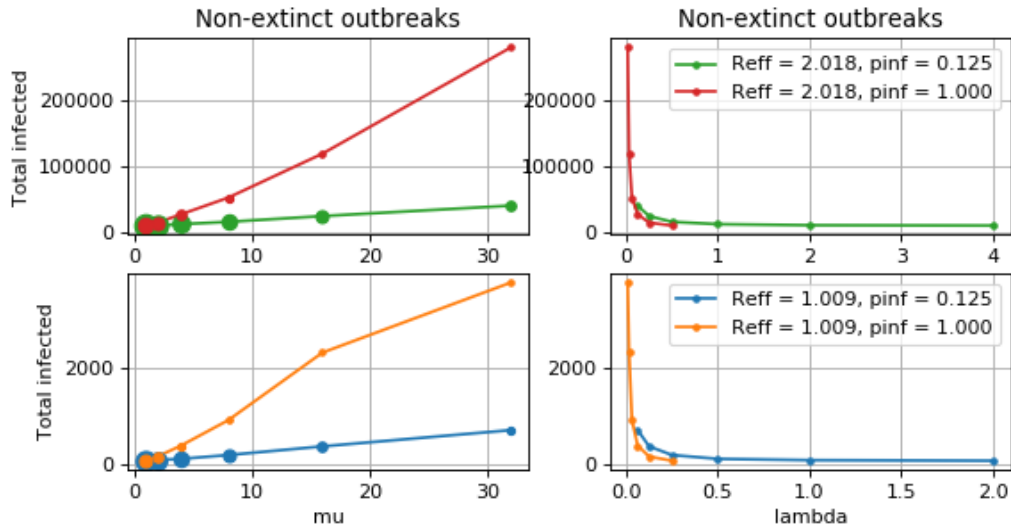 Non-extinct outbreaks
Non-extinct outbreaks
Total infected
200000
100000
0
0
10
20
30
200000
100000
0
Reff = 2.018, pinf = 0.125
Reff = 2.018, pinf = 1.000
0
1
2
3
4
Total infected
2000
0
0
10
20
30
mu
2000
0
Reff = 1.009, pinf = 0.125
Reff = 1.009, pinf = 1.000
0.0
0.5
1.0
1.5
2.0
lambda